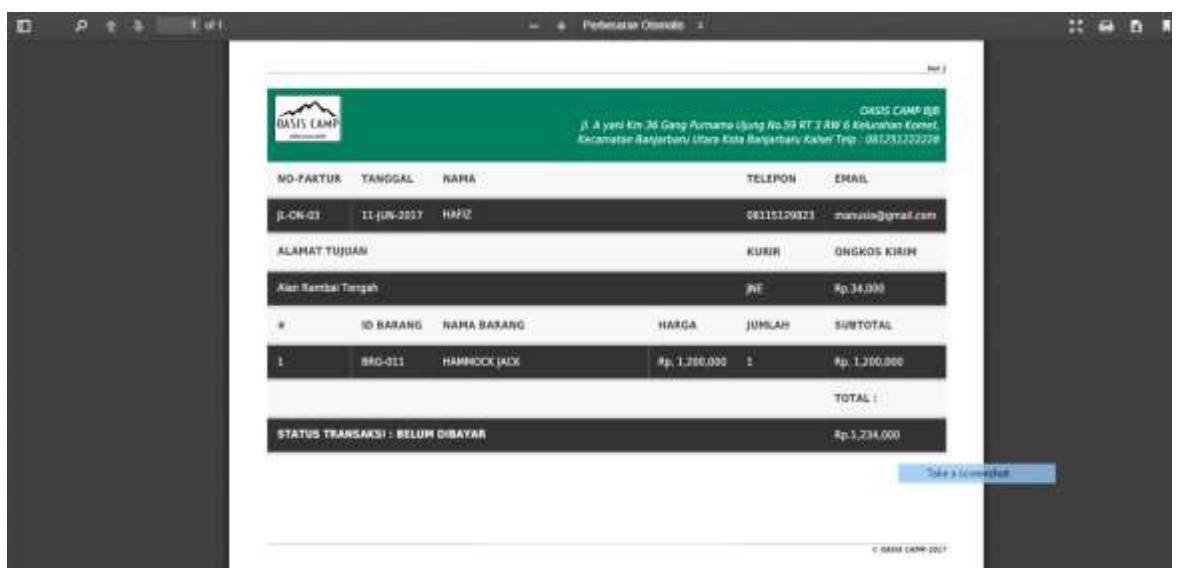 1 of 1
OASIS CAMP
OASIS CAMP BJB
Jl. A yani Km 36 Gang Purnama Ujung No.59 RT 3 RW 6 Kelurahan Komet,
Kecamatan Banjarbaru Utara Kota Banjarbaru Kalsel Telp : 081251222228
NO-FAKTUR TANGGAL NAMA TELEPON EMAIL
JL-ON-03 11-JUN-2017 HAFIZ 08115129823 manusia@gmail.com
ALAMAT TUJUAN KURIR ONGKOS KIRIM
Alan Rambai Tengah JNE Rp.34,000
# ID BARANG NAMA BARANG HARGA JUMLAH SUBTOTAL
1 BRG-011 HAMMOCK JACK Rp. 1,200,000 1 Rp. 1,200,000
TOTAL :
STATUS TRANSAKSI : BELUM DIBAYAR Rp.1,234,000
Take a screenshot
© OASIS CAMP-2017